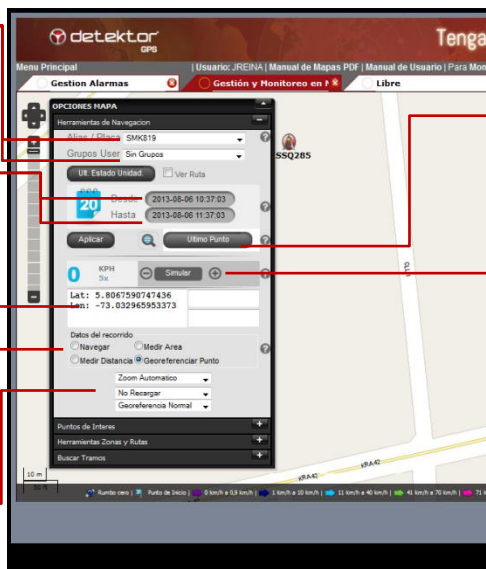 detektor
GPS
Tenga
Menu Principal
| Usuario: JREINA | Manual de Mapas PDF | Manual de Usuario | Para Mon
Gestion Alarmas
Gestión y Monitoreo en
Libre
OPCIONES MAPA
Herramientas de Navegacion
Alias / Placa SMK819
Grupos User Sin Grupos
Ult. Estado Unidad. Ver Ruta
SSQ285
20
Desde 2013-08-06 10:37:03
Hasta 2013-08-06 11:37:03
Aplicar Ultimo Punto
0 KPH
5x
Simular
Lat: 5.8067590747436
Lon: -73.032965953373
Datos del recorrido
Navegar Medir Area
Medir Distancia Georeferenciar Punto
Zoom Automatico
No Recargar
Georeferencia Normal
Puntos de Interes
Herramientas Zonas y Rutas
Buscar Tramos
KRA42
KRA42
10 m
Rumbo cero | Punto de Inicio | 0 km/h a 0,9 km/h | 1 km/h a 10 km/h | 11 km/h a 40 km/h | 41 km/h a 70 km/h | 71 k